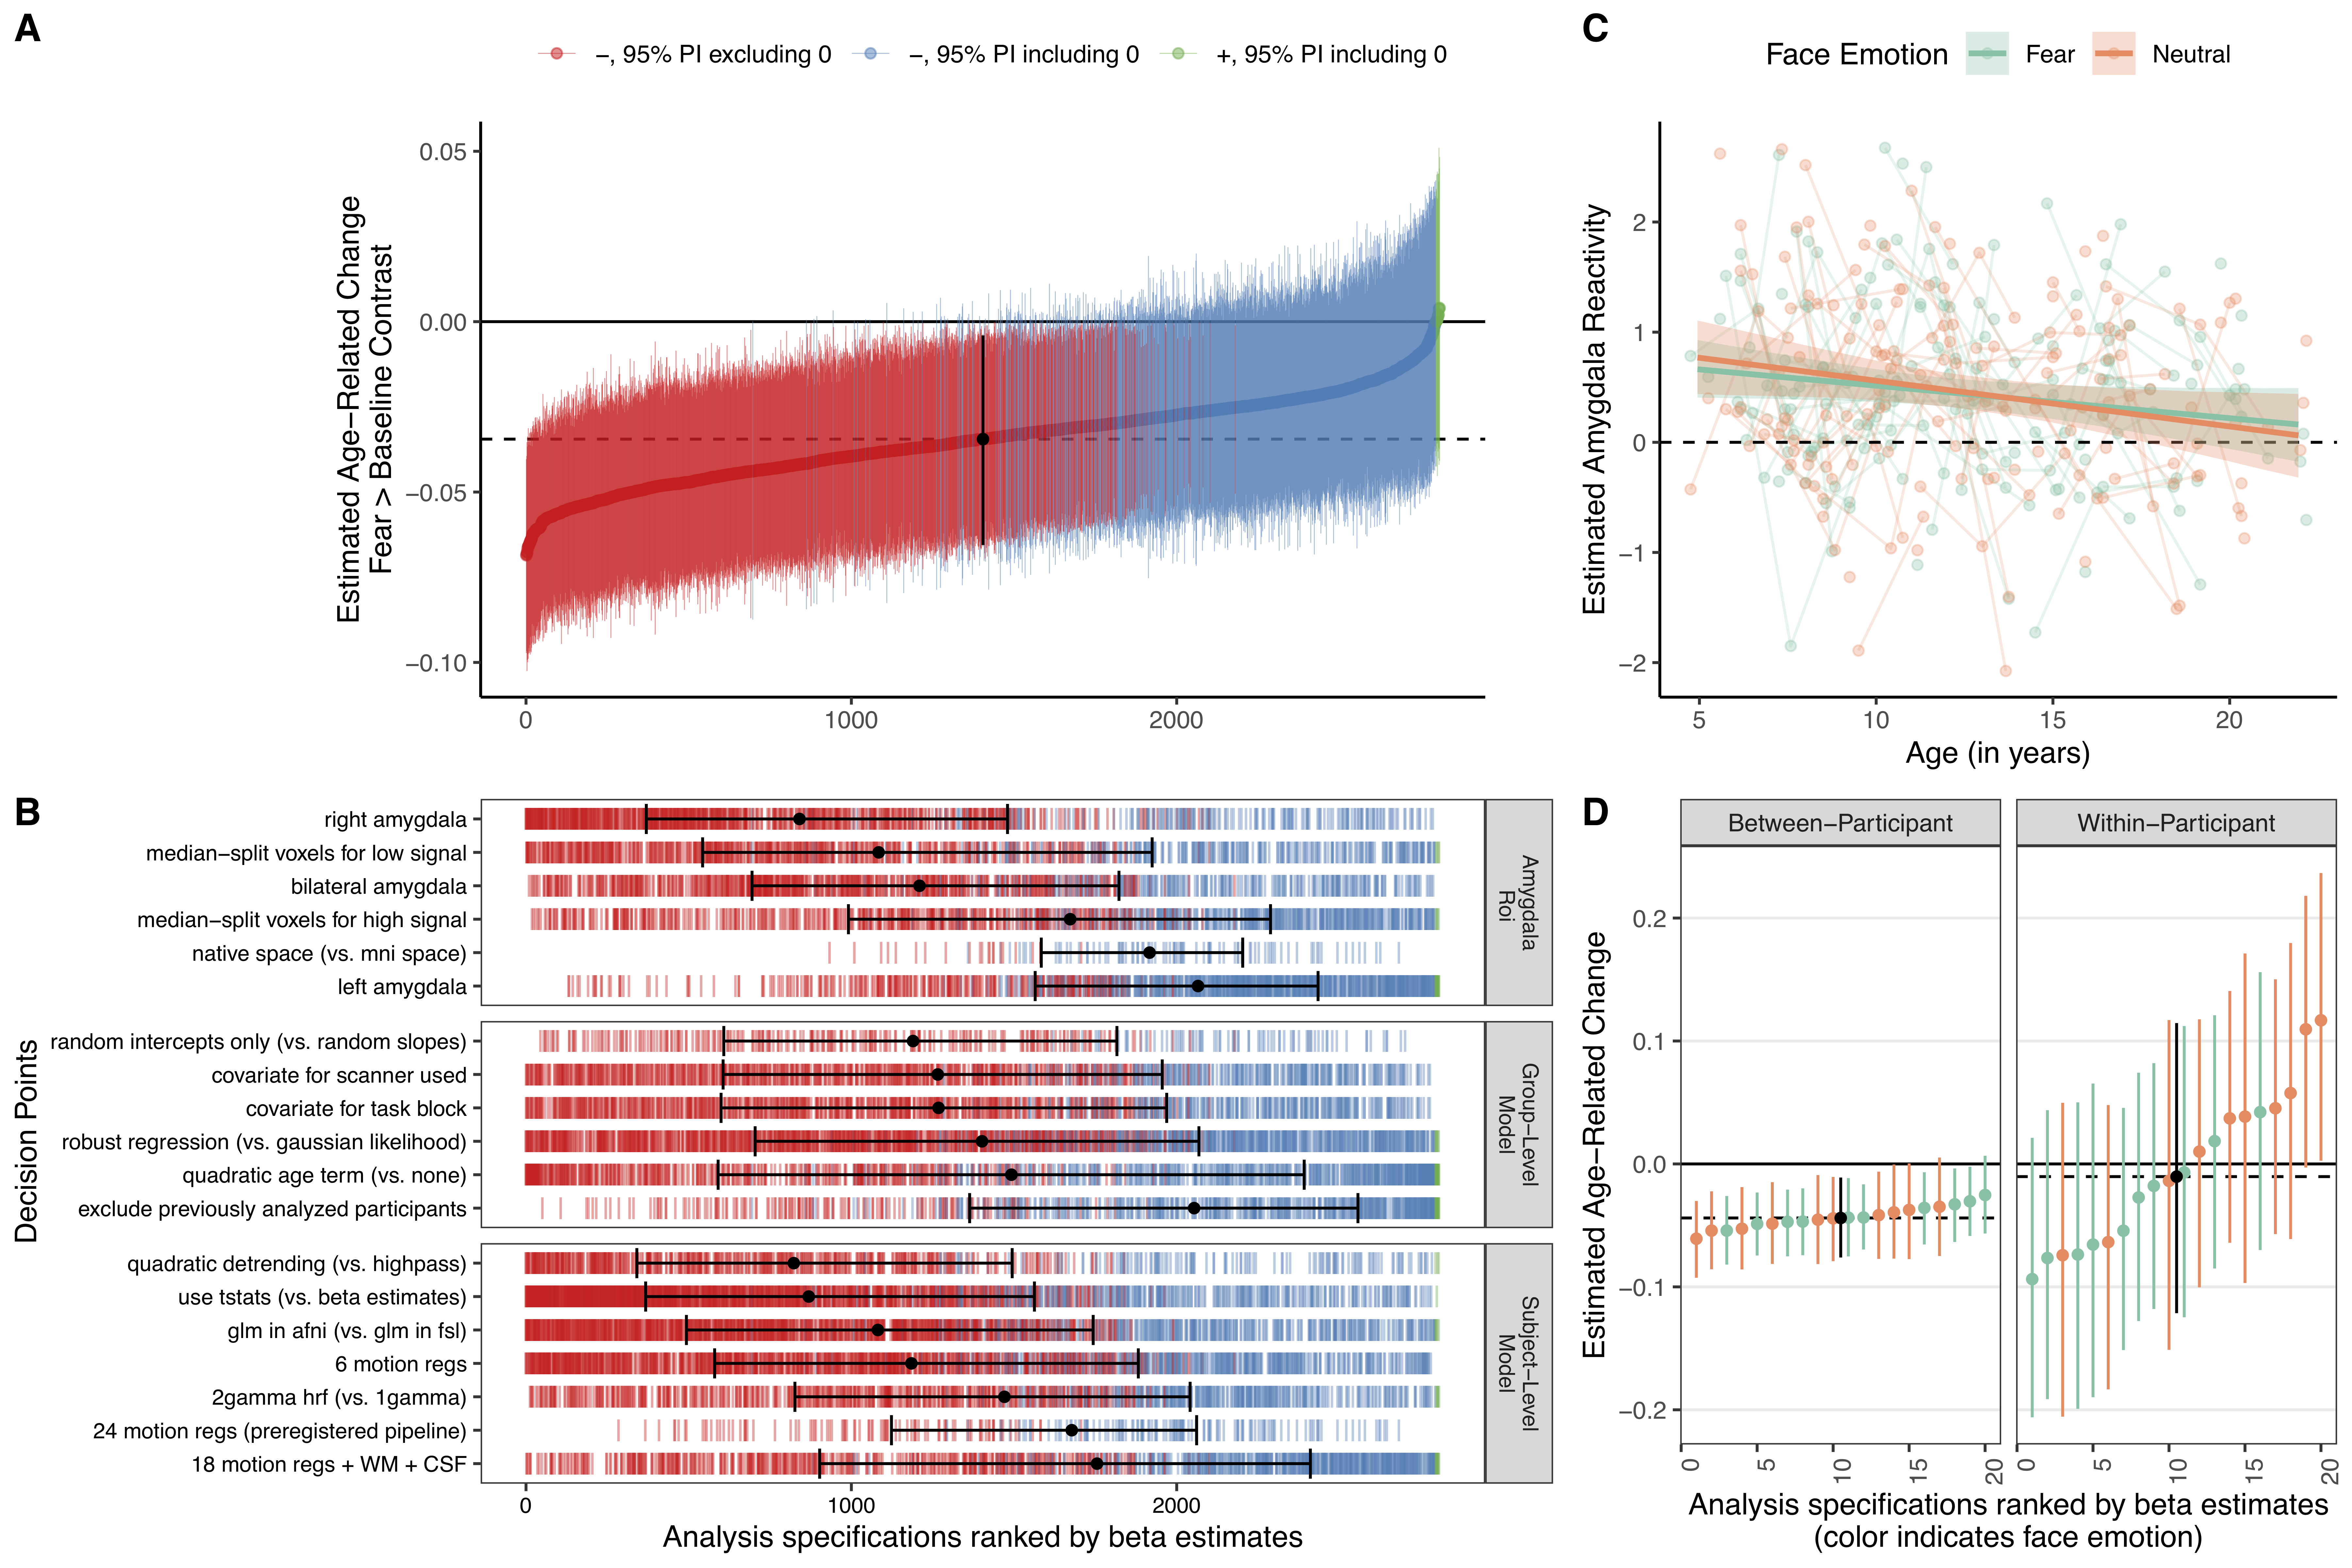 A
−, 95% PI excluding 0
−, 95% PI including 0
+, 95% PI including 0
Estimated Age−Related Change
Fear > Baseline Contrast
0.05
0.00
−0.05
−0.10
0
1000
2000
B
Decision Points
right amygdala
median−split voxels for low signal
bilateral amygdala
median−split voxels for high signal
native space (vs. mni space)
left amygdala
Amygdala
Roi
random intercepts only (vs. random slopes)
covariate for scanner used
covariate for task block
robust regression (vs. gaussian likelihood)
quadratic age term (vs. none)
exclude previously analyzed participants
Group−Level
Model
quadratic detrending (vs. highpass)
use tstats (vs. beta estimates)
glm in afni (vs. glm in fsl)
6 motion regs
2gamma hrf (vs. 1gamma)
24 motion regs (preregistered pipeline)
18 motion regs + WM + CSF
Subject−Level
Model
0
1000
2000
Analysis specifications ranked by beta estimates
C
Face Emotion
Fear
Neutral
Estimated Amygdala Reactivity
2
1
0
−1
−2
5
10
15
20
Age (in years)
D
Between−Participant
Within−Participant
Estimated Age−Related Change
0.2
0.1
0.0
−0.1
−0.2
0
5
10
15
20
0
5
10
15
20
Analysis specifications ranked by beta estimates
(color indicates face emotion)